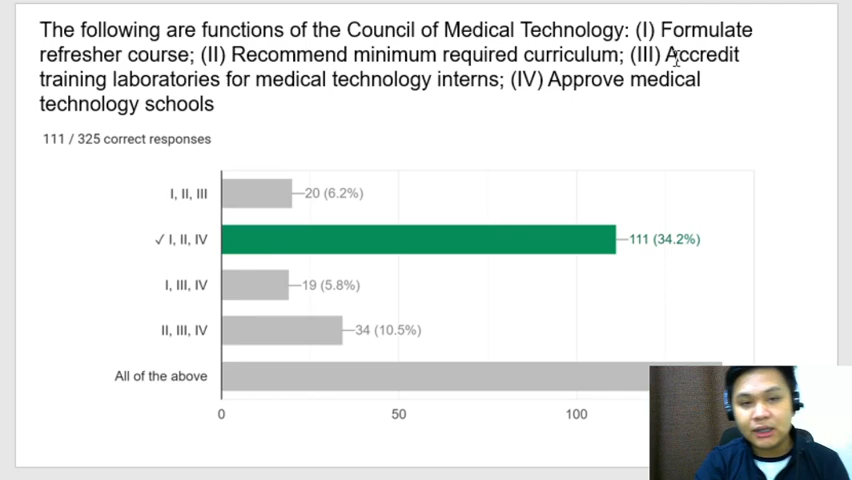 The following are functions of the Council of Medical Technology: (I) Formulate
refresher course; (II) Recommend minimum required curriculum; (III) Accredit
training laboratories for medical technology interns; (IV) Approve medical
technology schools
111 / 325 correct responses
I, II, III
20 (6.2%)
✓ I, II, IV
111 (34.2%)
I, III, IV
19 (5.8%)
II, III, IV
34 (10.5%)
All of the above
0
50
100